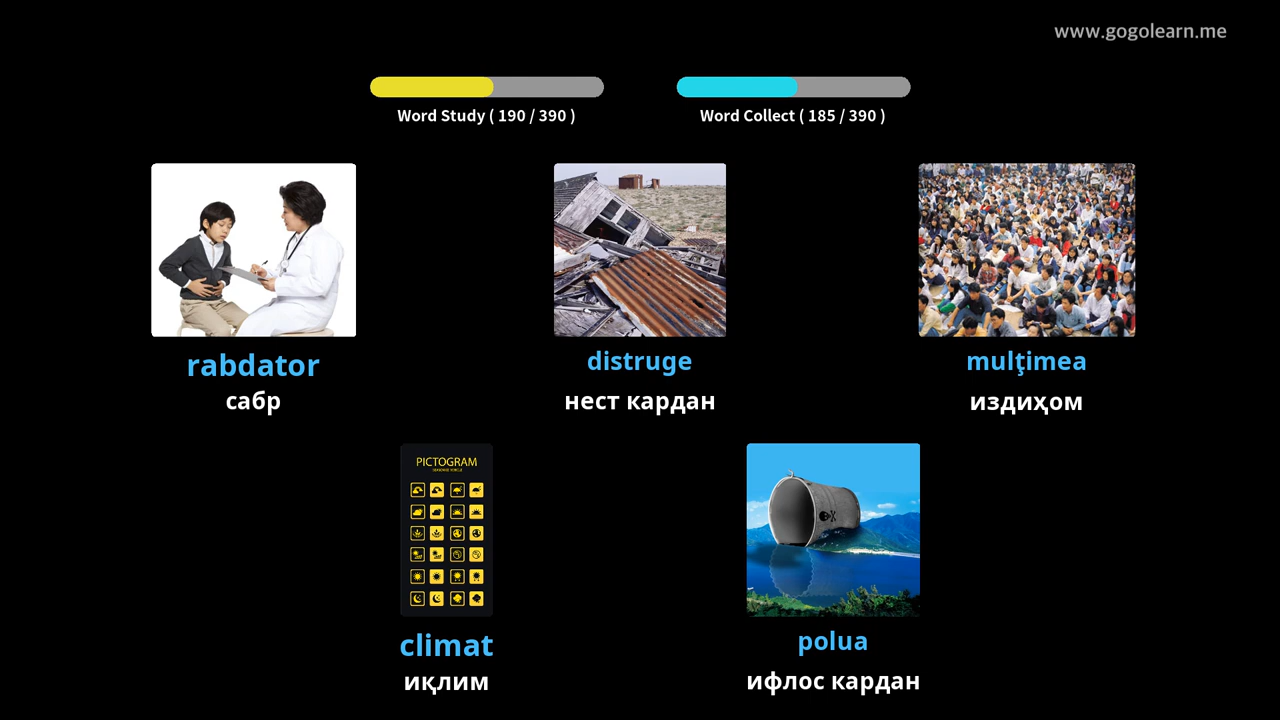 www.gogolearn.me
Word Study ( 190 / 390 )
Word Collect ( 185 / 390 )
rabdator
сабр
distruge
нест кардан
mulţimea
издиҳом
PICTOGRAM
climat
иқлим
polua
ифлос кардан